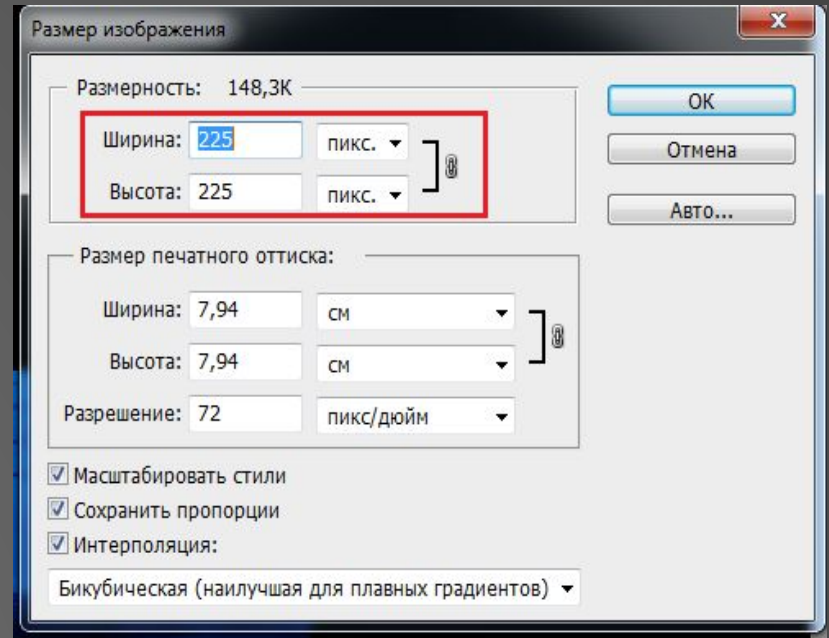 Размер изображения
Размерность: 148,3K
Ширина: 225 пикс.
Высота: 225 пикс.
OK
Отмена
Авто...
Размер печатного оттиска:
Ширина: 7,94 см
Высота: 7,94 см
Разрешение: 72 пикс/дюйм
Масштабировать стили
Сохранить пропорции
Интерполяция:
Бикубическая (наилучшая для плавных градиентов)